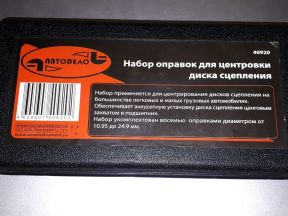 АВТОДЕЛО
40920
Набор оправок для центровки
диска сцепления
Набор применяется для центрирования дисков сцепления на
большинстве легковых и малых грузовых автомобилях.
Обеспечивает аккуратную установку диска сцепления цанговым
захватом в подшипник.
Набор укомплектован восемью оправками диаметром от
10.95 до 24.9 мм.